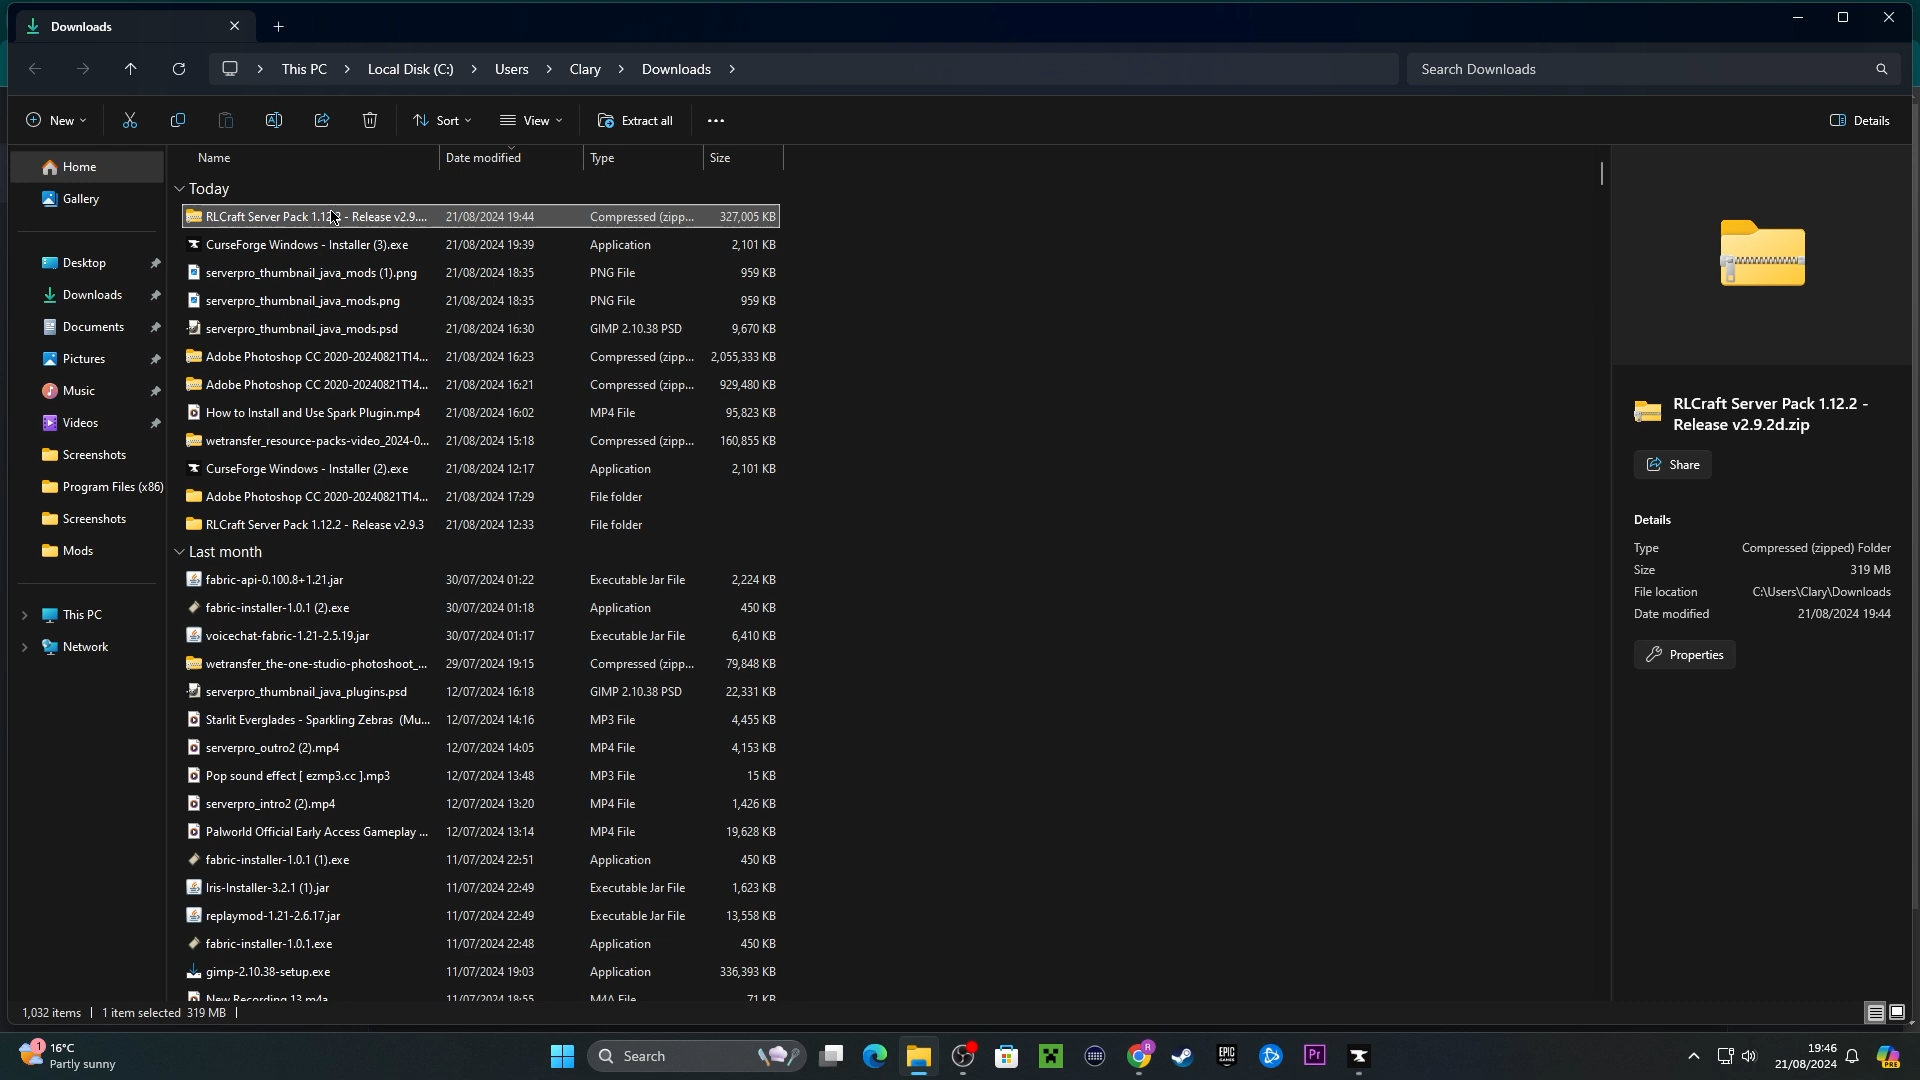 Downloads
This PC > Local Disk (C:) > Users > Clary > Downloads >
Search Downloads
New
Sort
View
Extract all
Details
Name Date modified Type Size
Home
Gallery
Desktop
Downloads
Documents
Pictures
Music
Videos
Screenshots
Program Files (x86)
Screenshots
Mods
This PC
Network
Today
RLCraft Server Pack 1.12.2 - Release v2.9.... 21/08/2024 19:44 Compressed (zipp... 327,005 KB
CurseForge Windows - Installer (3).exe 21/08/2024 19:39 Application 2,101 KB
serverpro_thumbnail_java_mods (1).png 21/08/2024 18:35 PNG File 959 KB
serverpro_thumbnail_java_mods.png 21/08/2024 18:35 PNG File 959 KB
serverpro_thumbnail_java_mods.psd 21/08/2024 16:30 GIMP 2.10.38 PSD 9,670 KB
Adobe Photoshop CC 2020-20240821T14... 21/08/2024 16:23 Compressed (zipp... 2,055,333 KB
Adobe Photoshop CC 2020-20240821T14... 21/08/2024 16:21 Compressed (zipp... 929,480 KB
How to Install and Use Spark Plugin.mp4 21/08/2024 16:02 MP4 File 95,823 KB
wetransfer_resource-packs-video_2024-0... 21/08/2024 15:18 Compressed (zipp... 160,855 KB
CurseForge Windows - Installer (2).exe 21/08/2024 12:17 Application 2,101 KB
Adobe Photoshop CC 2020-20240821T14... 21/08/2024 17:29 File folder
RLCraft Server Pack 1.12.2 - Release v2.9.3 21/08/2024 12:33 File folder
Last month
fabric-api-0.100.8+1.21.jar 30/07/2024 01:22 Executable Jar File 2,224 KB
fabric-installer-1.0.1 (2).exe 30/07/2024 01:18 Application 450 KB
voicechat-fabric-1.21-2.5.19.jar 30/07/2024 01:17 Executable Jar File 6,410 KB
wetransfer_the-one-studio-photoshoot_... 29/07/2024 19:15 Compressed (zipp... 79,848 KB
serverpro_thumbnail_java_plugins.psd 12/07/2024 16:18 GIMP 2.10.38 PSD 22,331 KB
Starlit Everglades - Sparkling Zebras (Mu... 12/07/2024 14:16 MP3 File 4,455 KB
serverpro_outro2 (2).mp4 12/07/2024 14:05 MP4 File 4,153 KB
Pop sound effect [ ezmp3.cc ].mp3 12/07/2024 13:48 MP3 File 15 KB
serverpro_intro2 (2).mp4 12/07/2024 13:20 MP4 File 1,426 KB
Palworld Official Early Access Gameplay ... 12/07/2024 13:14 MP4 File 19,628 KB
fabric-installer-1.0.1 (1).exe 11/07/2024 22:51 Application 450 KB
Iris-Installer-3.2.1 (1).jar 11/07/2024 22:49 Executable Jar File 1,623 KB
replaymod-1.21-2.6.17.jar 11/07/2024 22:49 Executable Jar File 13,558 KB
fabric-installer-1.0.1.exe 11/07/2024 22:48 Application 450 KB
gimp-2.10.38-setup.exe 11/07/2024 19:03 Application 336,393 KB
New Recording 13.m4a 11/07/2024 18:55 M4A File 71 KB
RLCraft Server Pack 1.12.2 -
Release v2.9.2d.zip
Share
Details
Type Compressed (zipped) Folder
Size 319 MB
File location C:\Users\Clary\Downloads
Date modified 21/08/2024 19:44
Properties
1,032 items | 1 item selected 319 MB |
1
16°C
Partly sunny
Search
EPIC
GAMES
R
Pr
19:46
21/08/2024
PRE